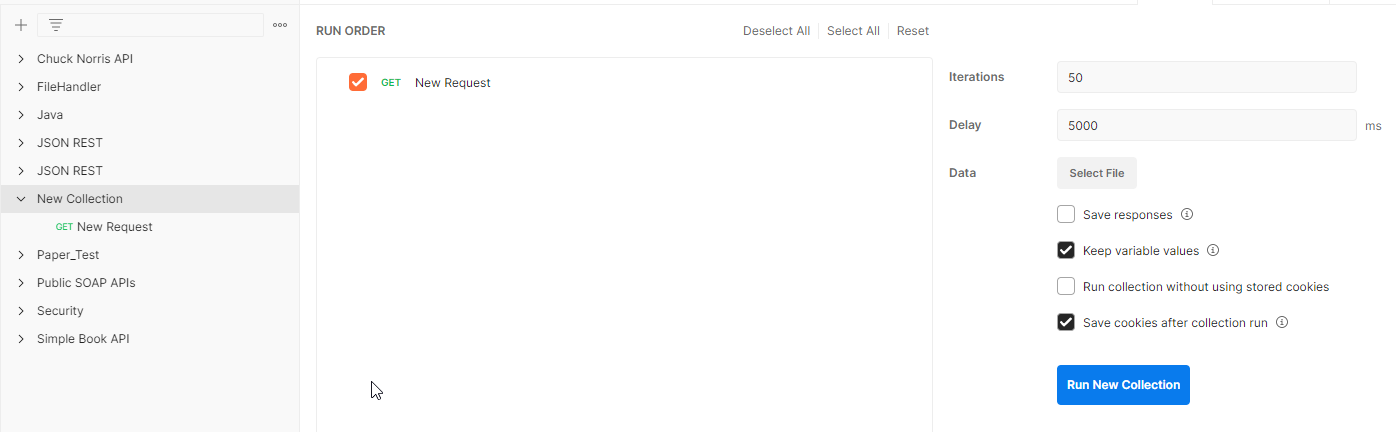 Chuck Norris API
FileHandler
Java
JSON REST
JSON REST
New Collection
GET New Request
Paper_Test
Public SOAP APIs
Security
Simple Book API
RUN ORDER
Deselect All
Select All
Reset
GET New Request
Iterations
50
Delay
5000
ms
Data
Select File
Save responses
Keep variable values
Run collection without using stored cookies
Save cookies after collection run
Run New Collection